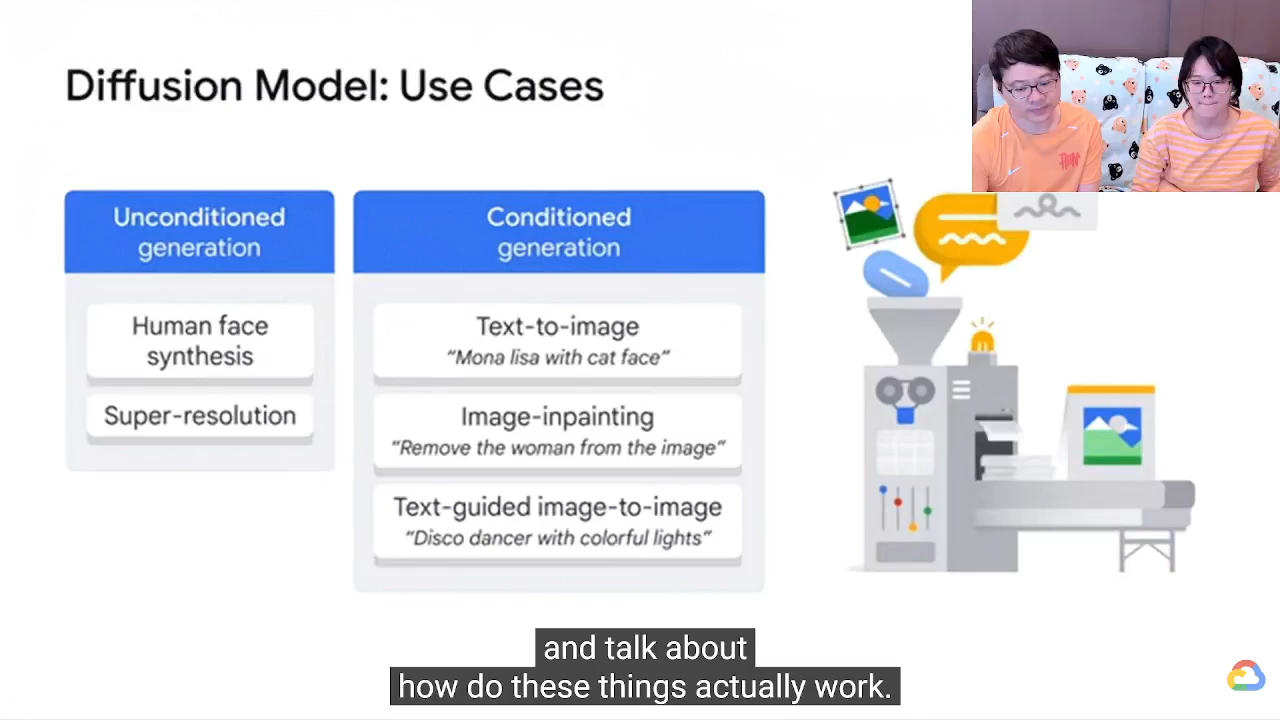 Diffusion Model: Use Cases
Unconditioned
generation
Human face
synthesis
Super-resolution
Conditioned
generation
Text-to-image
“Mona lisa with cat face”
Image-inpainting
“Remove the woman from the image”
Text-guided image-to-image
“Disco dancer with colorful lights”
and talk about
how do these things actually work.